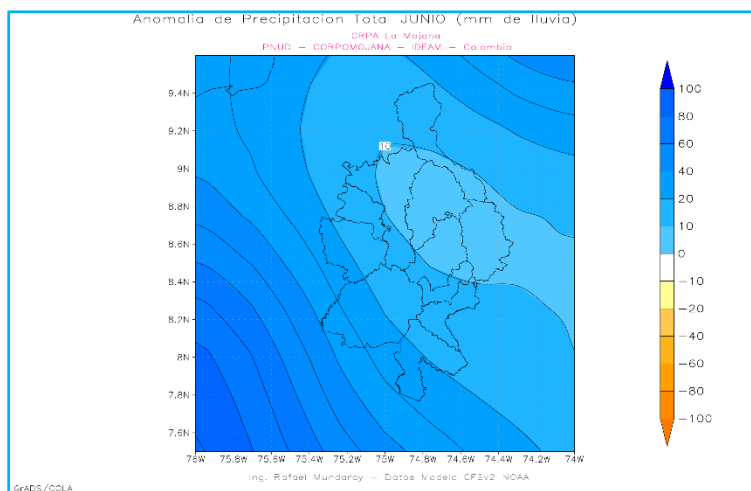 Anomalia de Precipitacion Total JUNIO (mm de lluvia)
CRPA La Mojana
PNUD – CORPOMOJANA – IDEAM – Colombia
9.4N
9.2N
9N
8.8N
8.6N
8.4N
8.2N
8N
7.8N
7.6N
10
76W 75.8W 75.6W 75.4W 75.2W 75W 74.8W 74.6W 74.4W 74.2W 74W
100
80
60
40
20
10
0
−10
−20
−40
−60
−80
−100
Ing. Rafael Mundaray – Datos Modelo CFSv2 NOAA
GrADS/COLA